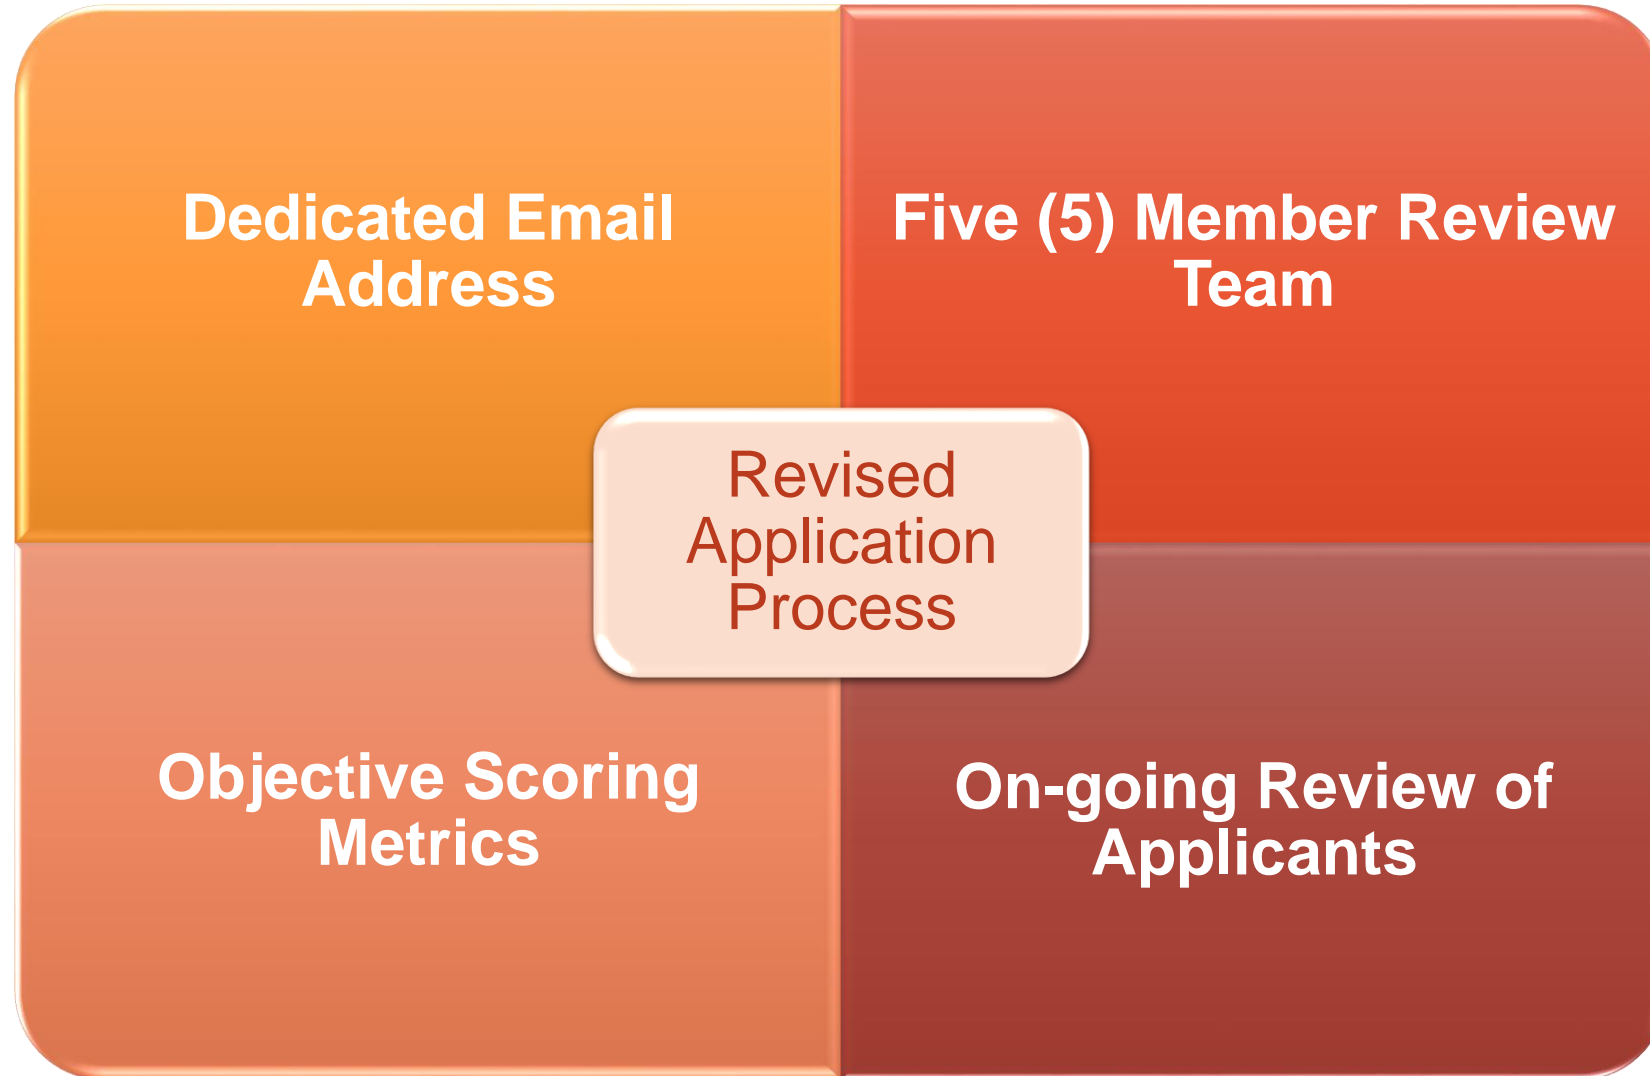 Dedicated Email
Address
Five (5) Member Review
Team
Revised
Application
Process
Objective Scoring
Metrics
On-going Review of
Applicants